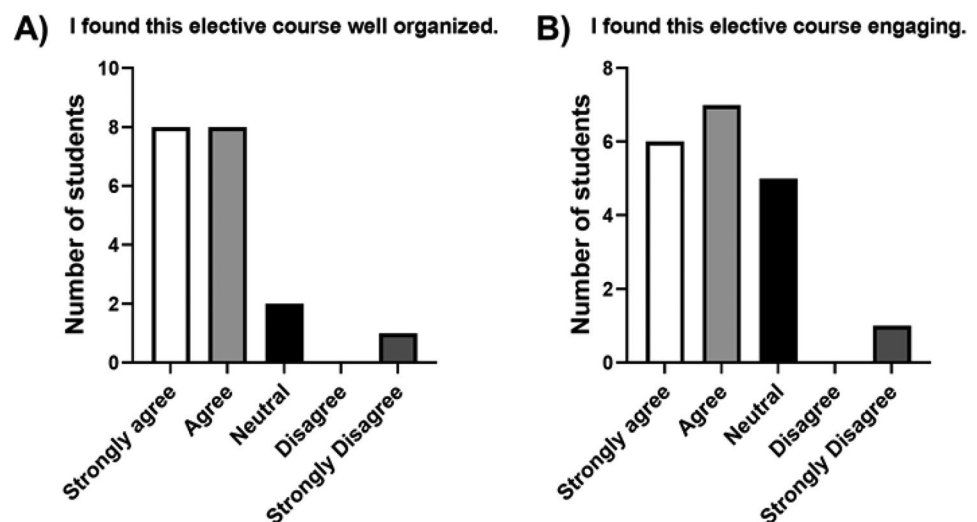 A) I found this elective course well organized.
Number of students
10
8
6
4
2
0
Strongly agree
Agree
Neutral
Disagree
Strongly Disagree
B) I found this elective course engaging.
Number of students
8
6
4
2
0
Strongly agree
Agree
Neutral
Disagree
Strongly Disagree